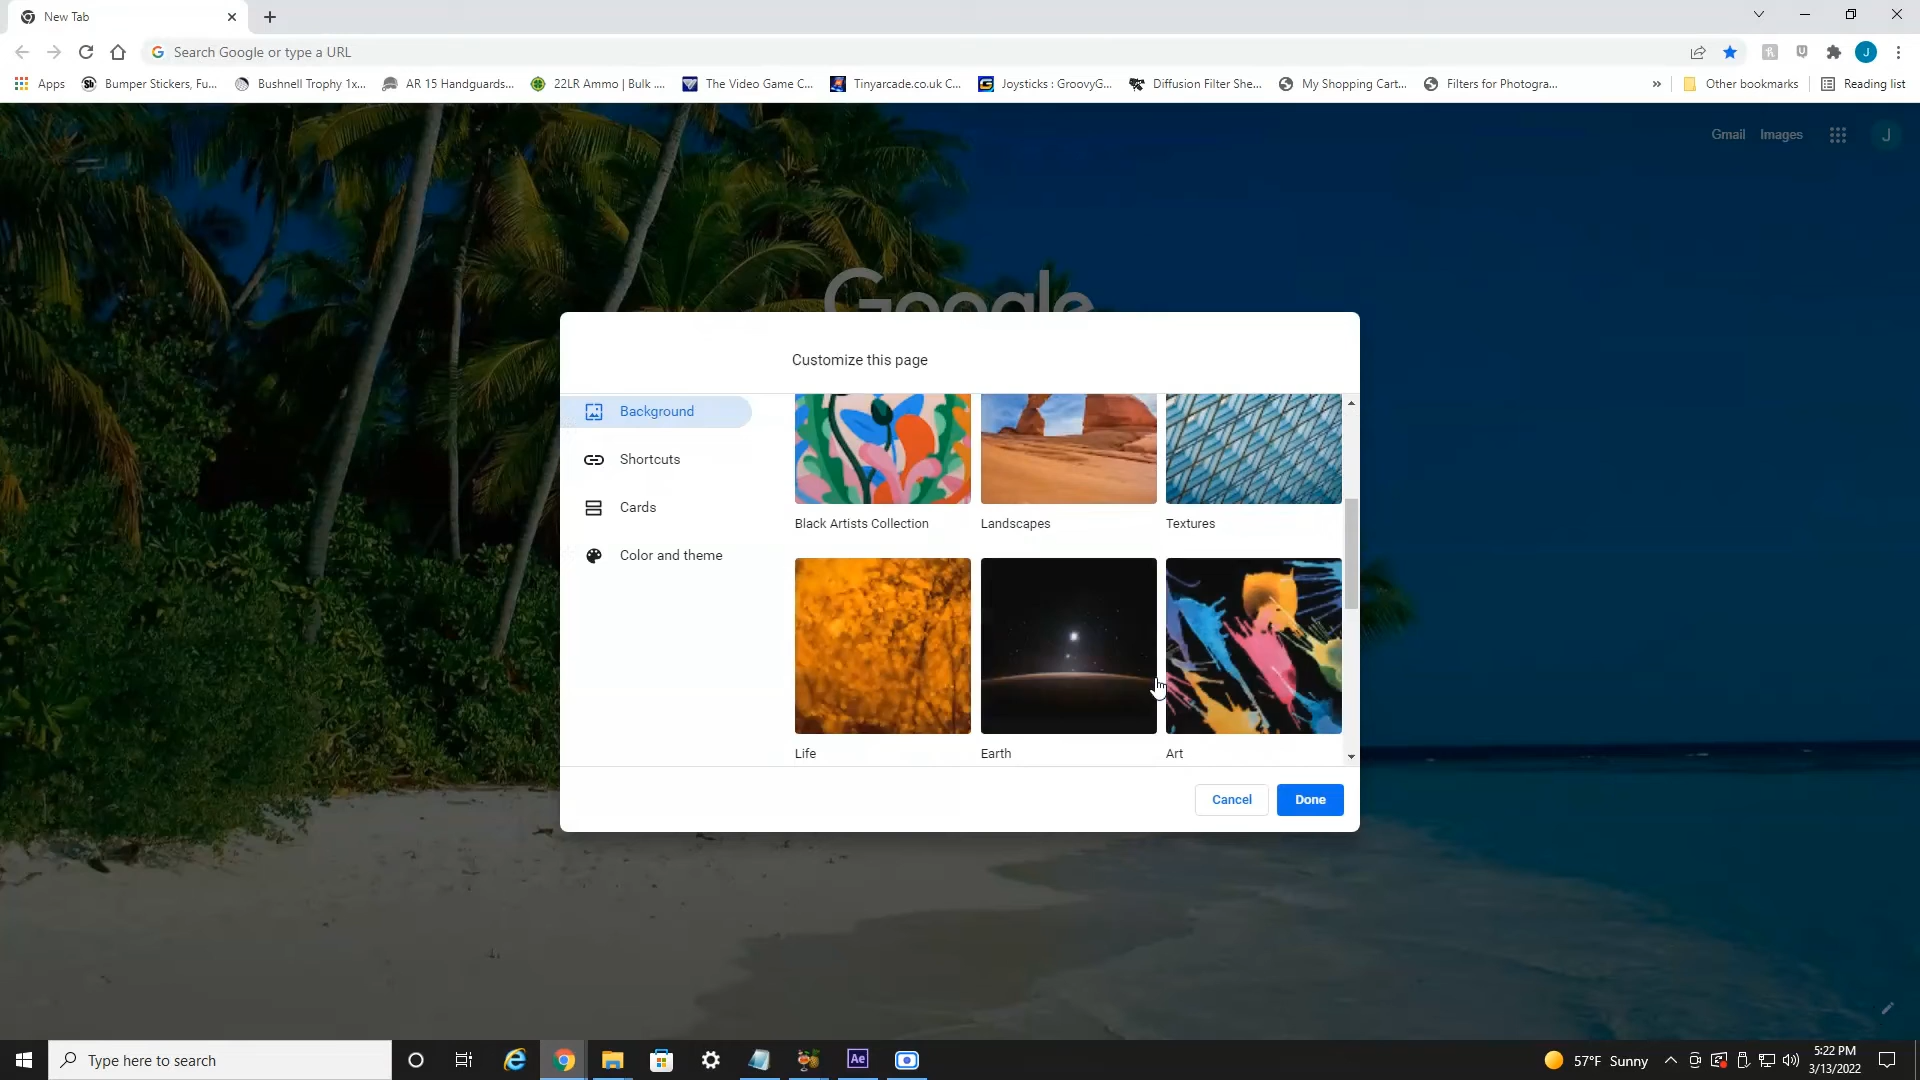 New Tab
Search Google or type a URL
J
Apps
Sh
Bumper Stickers, Fu...
Bushnell Trophy 1x...
AR 15 Handguards...
22LR Ammo | Bulk ....
The Video Game C...
Tinyarcade.co.uk C...
Joysticks : GroovyG...
Diffusion Filter She...
My Shopping Cart...
Filters for Photogra...
»
Other bookmarks
Reading list
Gmail
Images
J
Google
Customize this page
Background
Shortcuts
Cards
Color and theme
Black Artists Collection
Landscapes
Textures
Life
Earth
Art
Cancel
Done
Type here to search
Ae
57°F Sunny
5:22 PM
3/13/2022